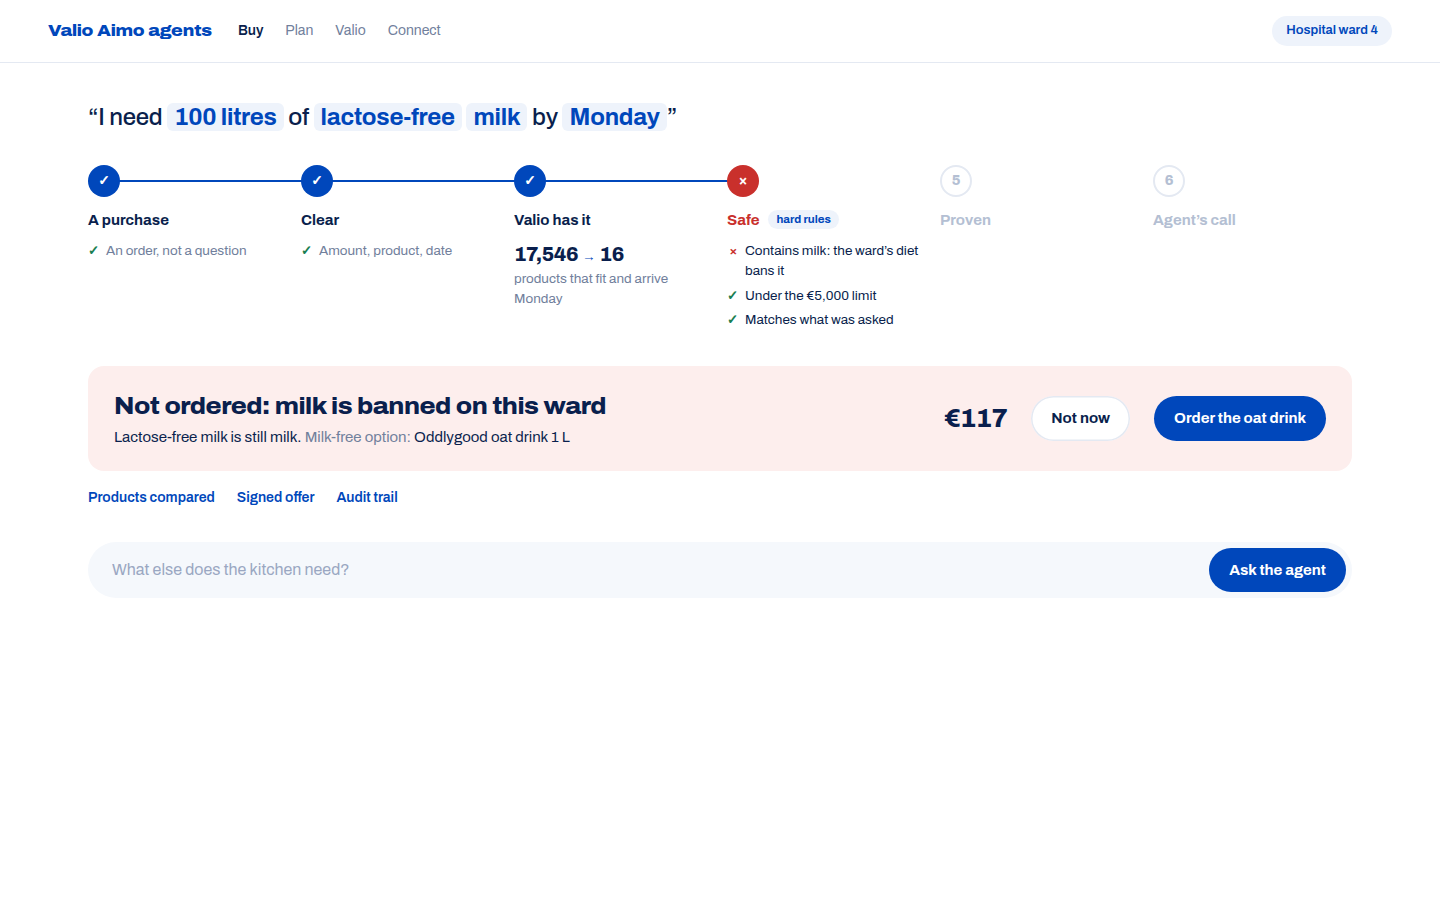 Valio Aimo agents Buy Plan Valio Connect Hospital ward 4
“I need 100 litres of lactose-free milk by Monday”
✓ ✓ ✓ × 5 6
A purchase Clear Valio has it Safe hard rules Proven Agent’s call
✓ An order, not a question
✓ Amount, product, date
17,546 → 16
products that fit and arrive
Monday
× Contains milk: the ward’s diet
bans it
✓ Under the €5,000 limit
✓ Matches what was asked
Not ordered: milk is banned on this ward
Lactose-free milk is still milk. Milk-free option: Oddlygood oat drink 1 L
€117 Not now Order the oat drink
Products compared Signed offer Audit trail
What else does the kitchen need? Ask the agent